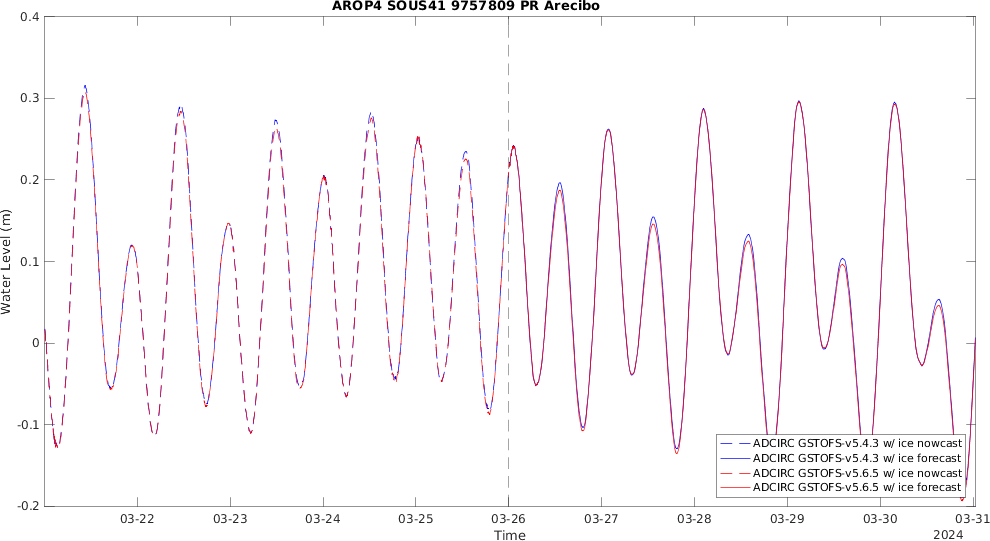 AROP4 SOUS41 9757809 PR Arecibo
0.4
0.3
0.2
0.1
0
-0.1
-0.2
Water Level (m)
ADCIRC GSTOFS-v5.4.3 w/ ice nowcast
ADCIRC GSTOFS-v5.4.3 w/ ice forecast
ADCIRC GSTOFS-v5.6.5 w/ ice nowcast
ADCIRC GSTOFS-v5.6.5 w/ ice forecast
03-22 03-23 03-24 03-25 03-26 03-27 03-28 03-29 03-30 03-31
Time
2024